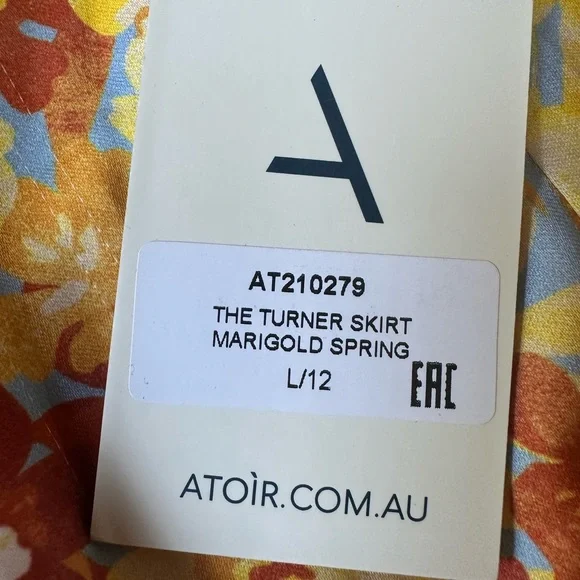 AT210279
THE TURNER SKIRT
MARIGOLD SPRING
L/12
EAC
ATOÌR.COM.AU